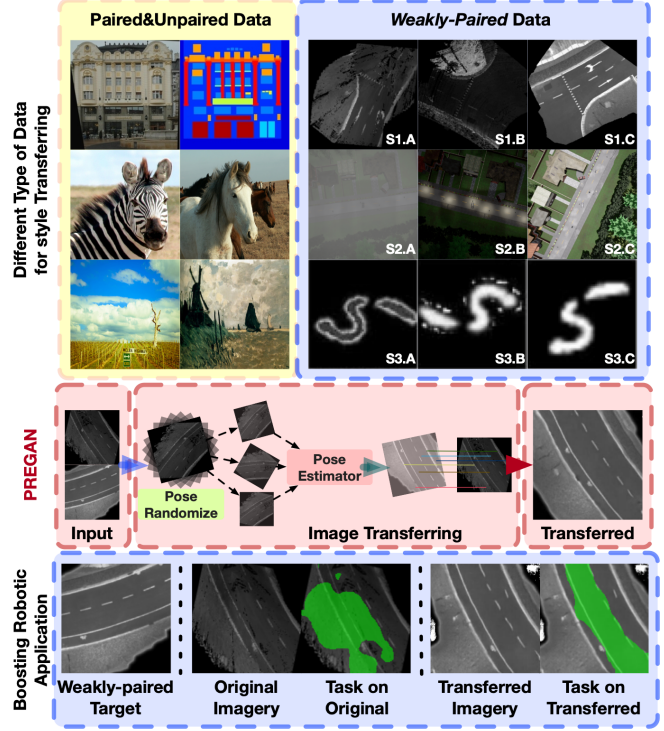 Paired&Unpaired Data
Weakly-Paired Data
Different Type of Data
for style Transferring
S1.A
S1.B
S1.C
S2.A
S2.B
S2.C
S3.A
S3.B
S3.C
PREGAN
Input
Pose
Randomize
Pose
Estimator
Image Transferring
Transferred
Boosting Robotic
Application
Weakly-paired
Target
Original
Imagery
Task on
Original
Transferred
Imagery
Task on
Transferred